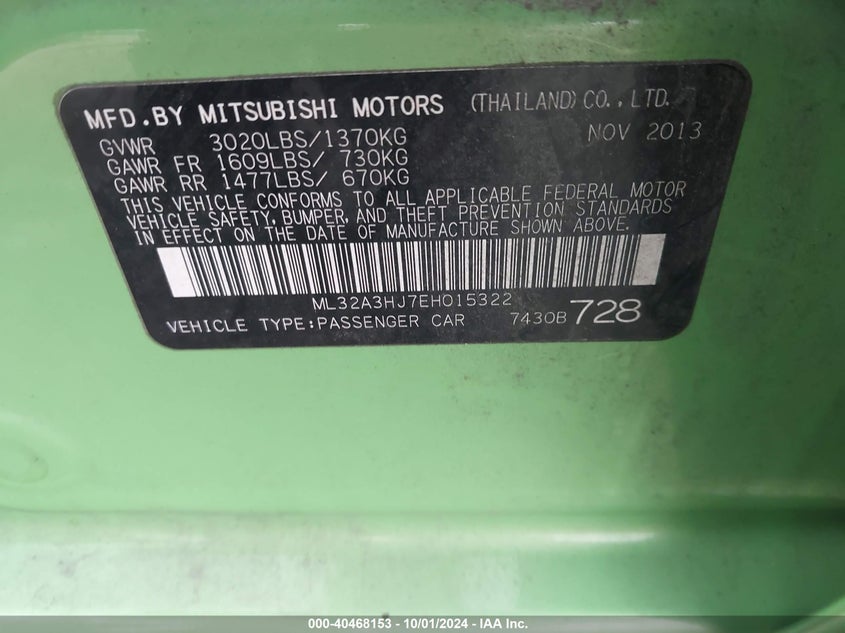 MFD.BY MITSUBISHI MOTORS (THAILAND)CO.,LTD.
GVWR 3020LBS/1370KG NOV 2013
GAWR FR 1609LBS/ 730KG
GAWR RR 1477LBS/ 670KG
THIS VEHICLE CONFORMS TO ALL APPLICABLE FEDERAL MOTOR
VEHICLE SAFETY, BUMPER, AND THEFT PREVENTION STANDARDS
IN EFFECT ON THE DATE OF MANUFACTURE SHOWN ABOVE.
ML32A3HJ7EH015322
VEHICLE TYPE:PASSENGER CAR 7430B 728
000-40468153 - 10/01/2024 - IAA Inc.